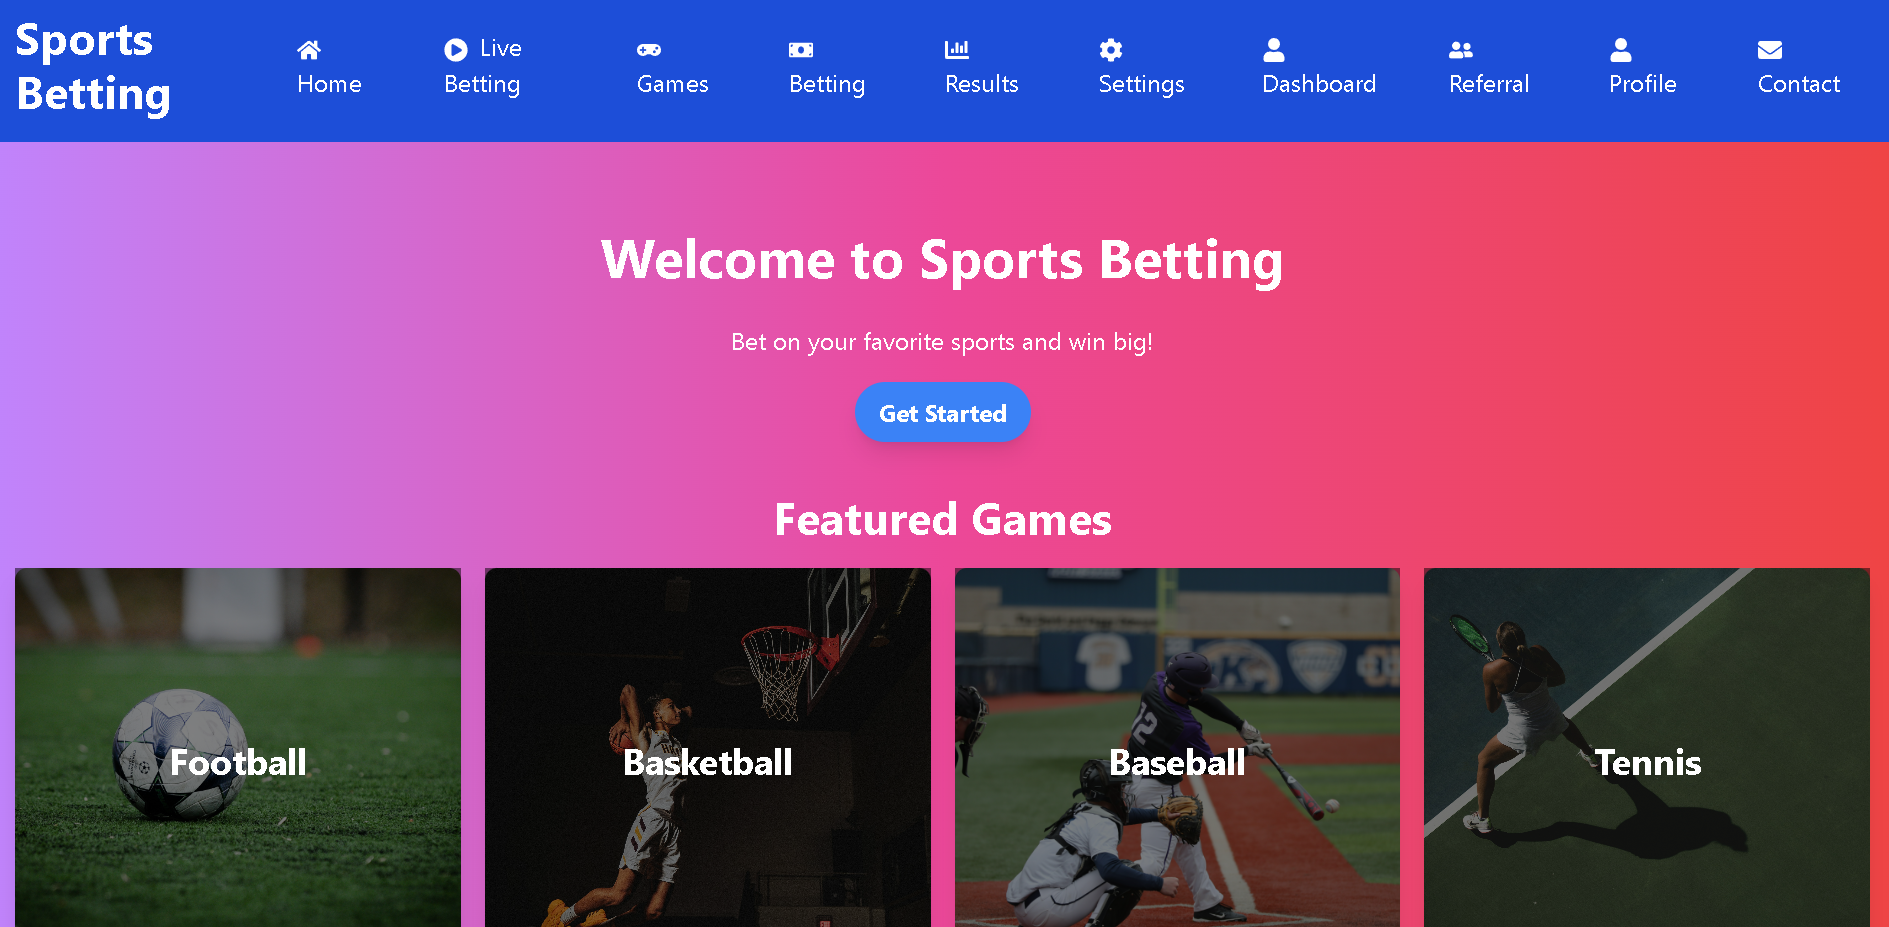 Sports
Betting
Home
Live
Betting
Games
Betting
Results
Settings
Dashboard
Referral
Profile
Contact
Welcome to Sports Betting
Bet on your favorite sports and win big!
Get Started
Featured Games
Football
Basketball
Baseball
Tennis
12